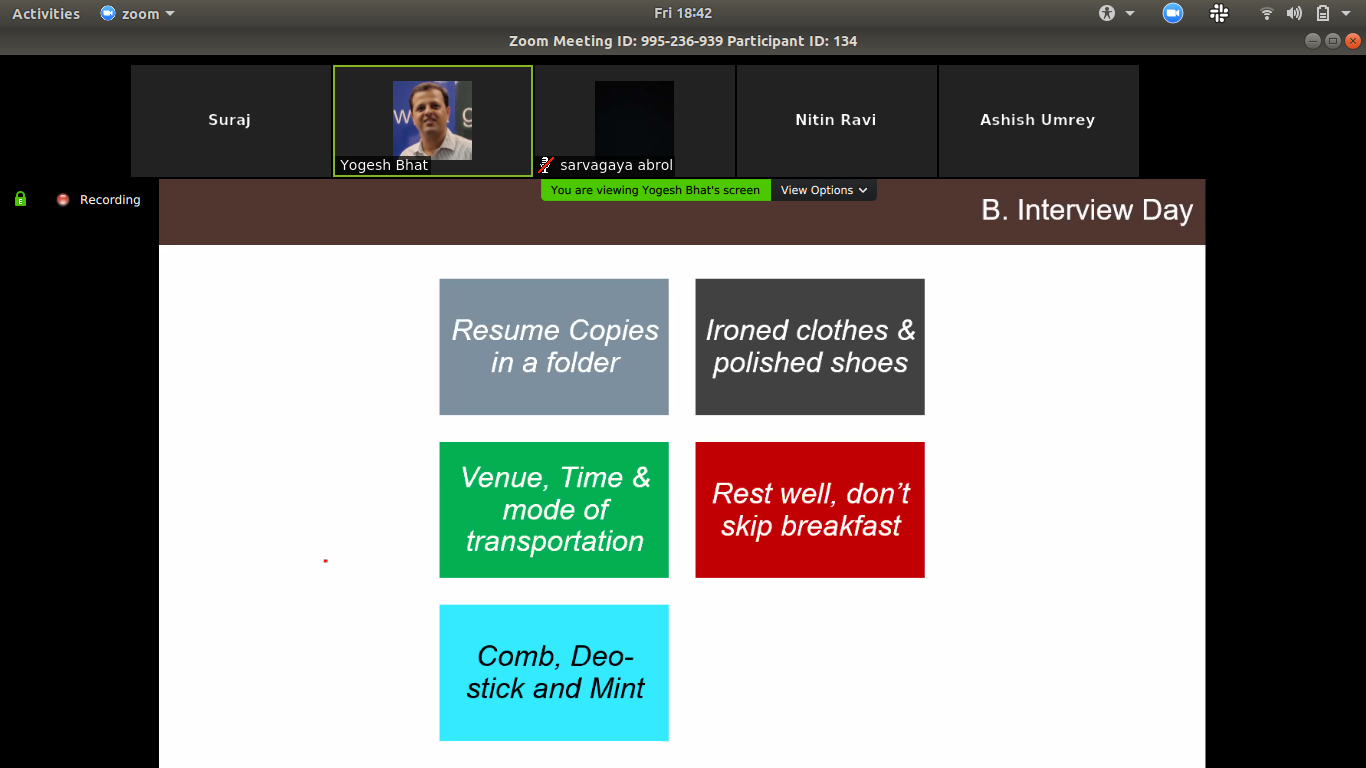 Activities zoom Fri 18:42
Zoom Meeting ID: 995-236-939 Participant ID: 134
Suraj
Yogesh Bhat
sarvagaya abrol
Nitin Ravi
Ashish Umrey
Recording
You are viewing Yogesh Bhat's screen View Options
B. Interview Day
Resume Copies
in a folder
Ironed clothes &
polished shoes
Venue, Time &
mode of
transportation
Rest well, don’t
skip breakfast
Comb, Deo-
stick and Mint